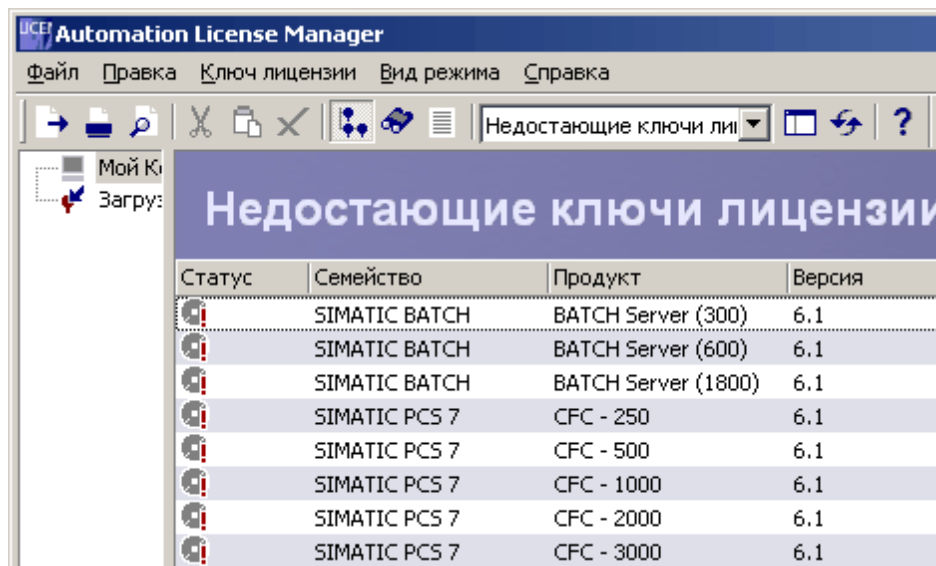 Automation License Manager
Файл Правка Ключ лицензии Вид режима Справка
Недостающие ключи ли
Мой К
Загруз
Недостающие ключи лицензии
Статус Семейство Продукт Версия
SIMATIC BATCH BATCH Server (300) 6.1
SIMATIC BATCH BATCH Server (600) 6.1
SIMATIC BATCH BATCH Server (1800) 6.1
SIMATIC PCS 7 CFC - 250 6.1
SIMATIC PCS 7 CFC - 500 6.1
SIMATIC PCS 7 CFC - 1000 6.1
SIMATIC PCS 7 CFC - 2000 6.1
SIMATIC PCS 7 CFC - 3000 6.1